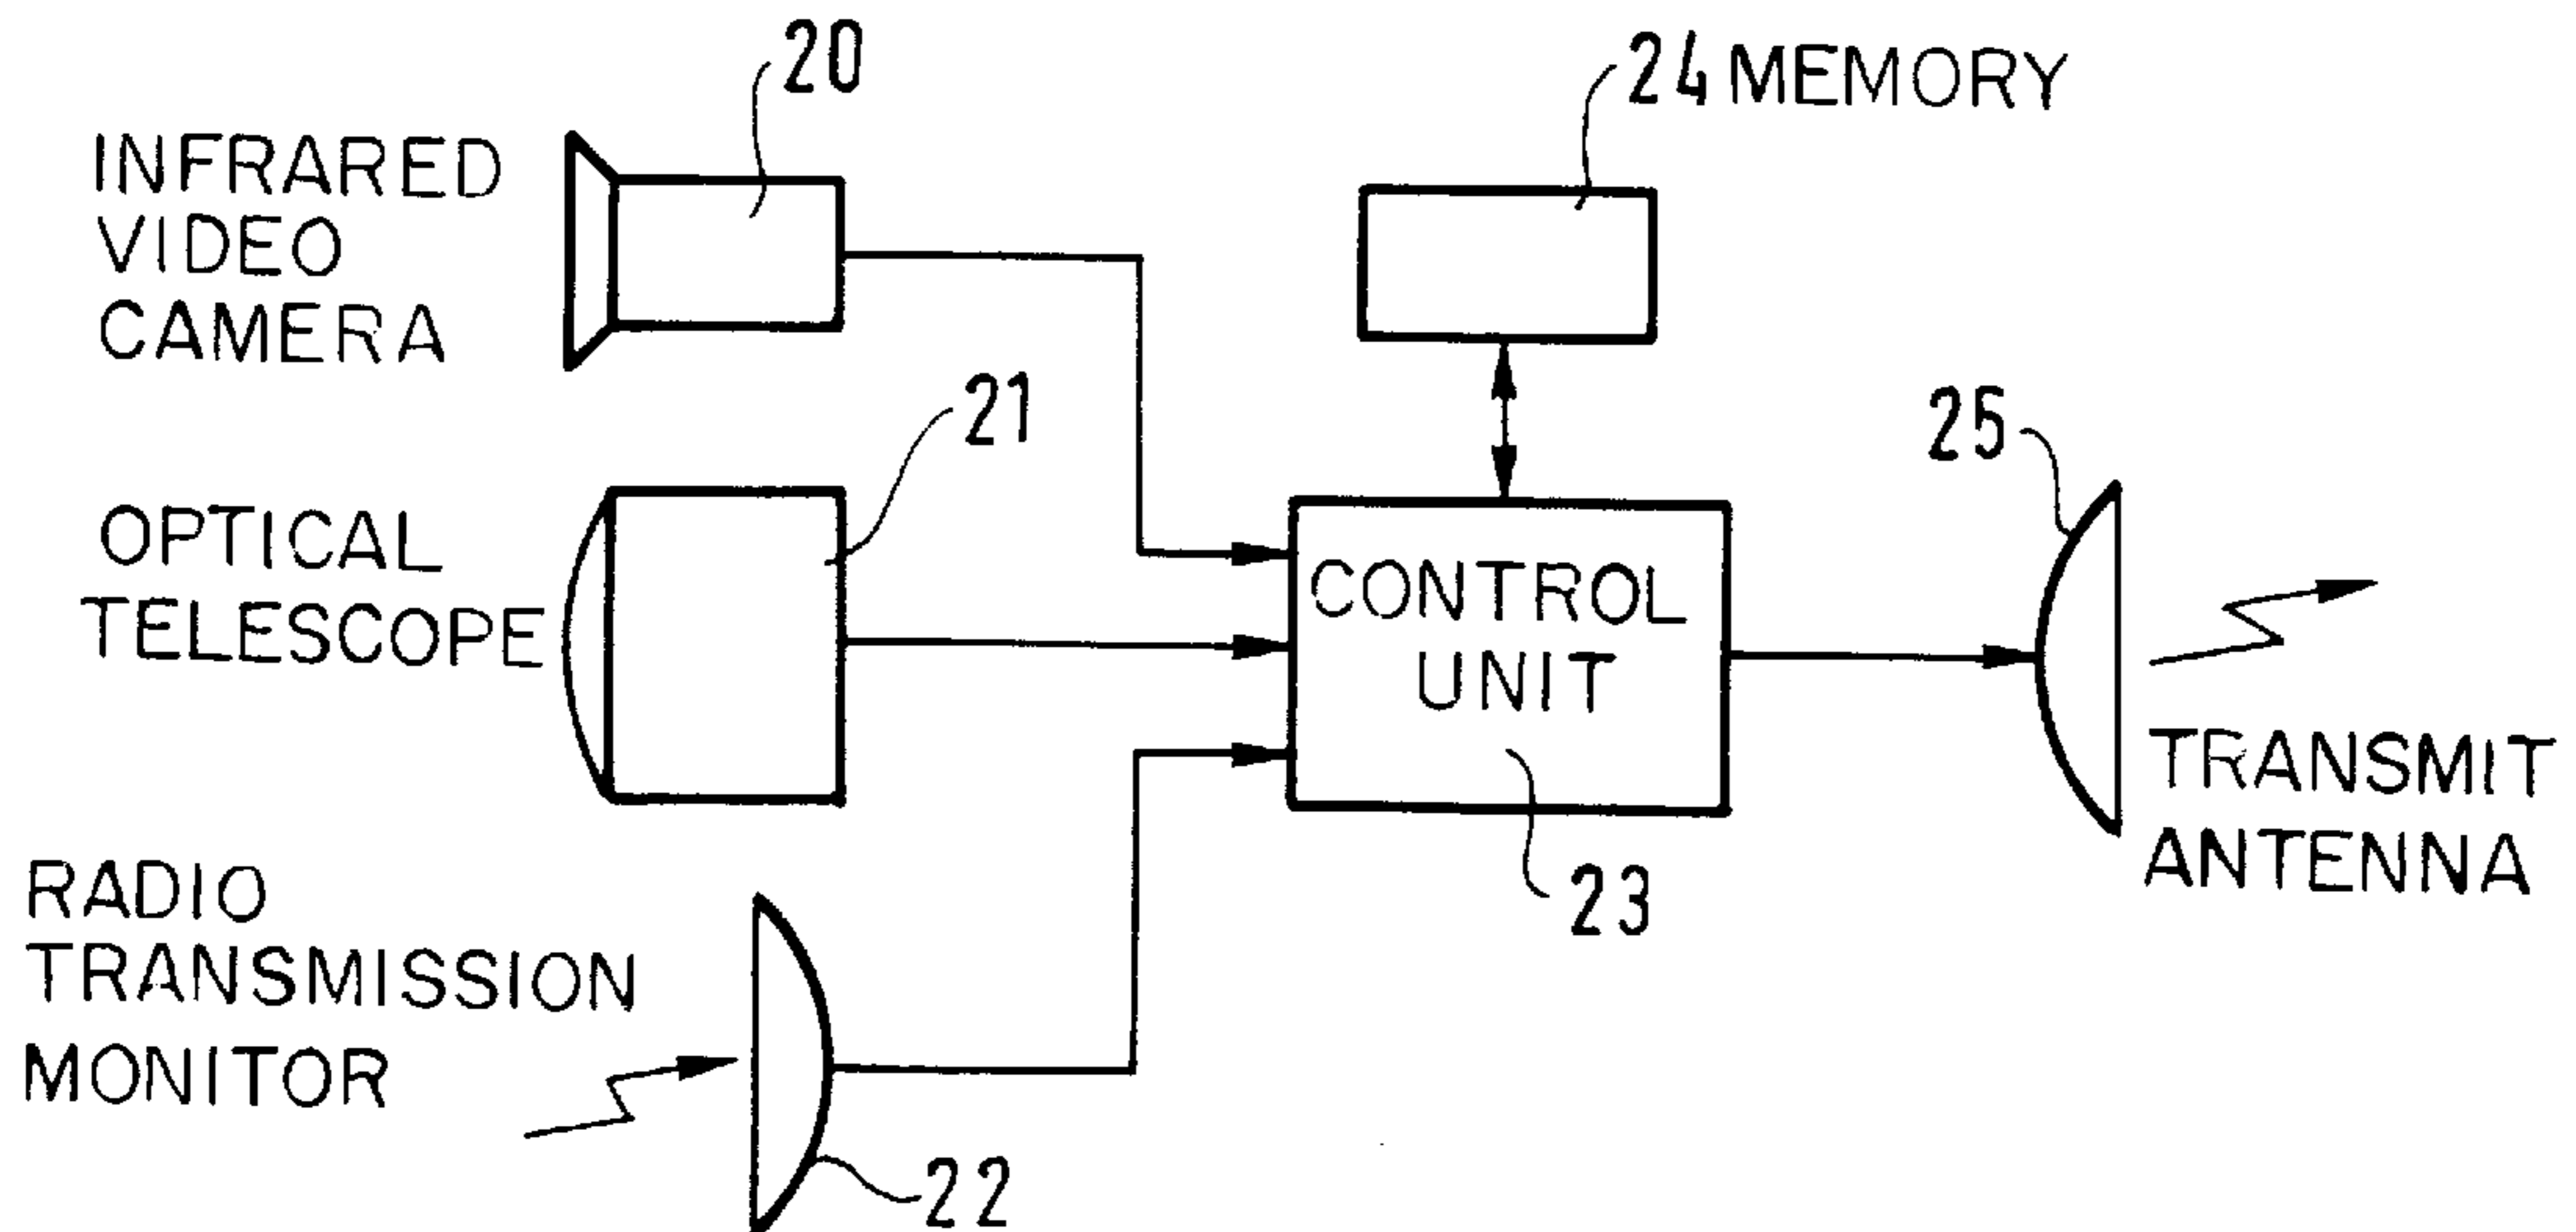 20
24 MEMORY
INFRARED
VIDEO
CAMERA
21
25
OPTICAL
TELESCOPE
CONTROL
UNIT
23
TRANSMIT
ANTENNA
RADIO
TRANSMISSION
MONITOR
22